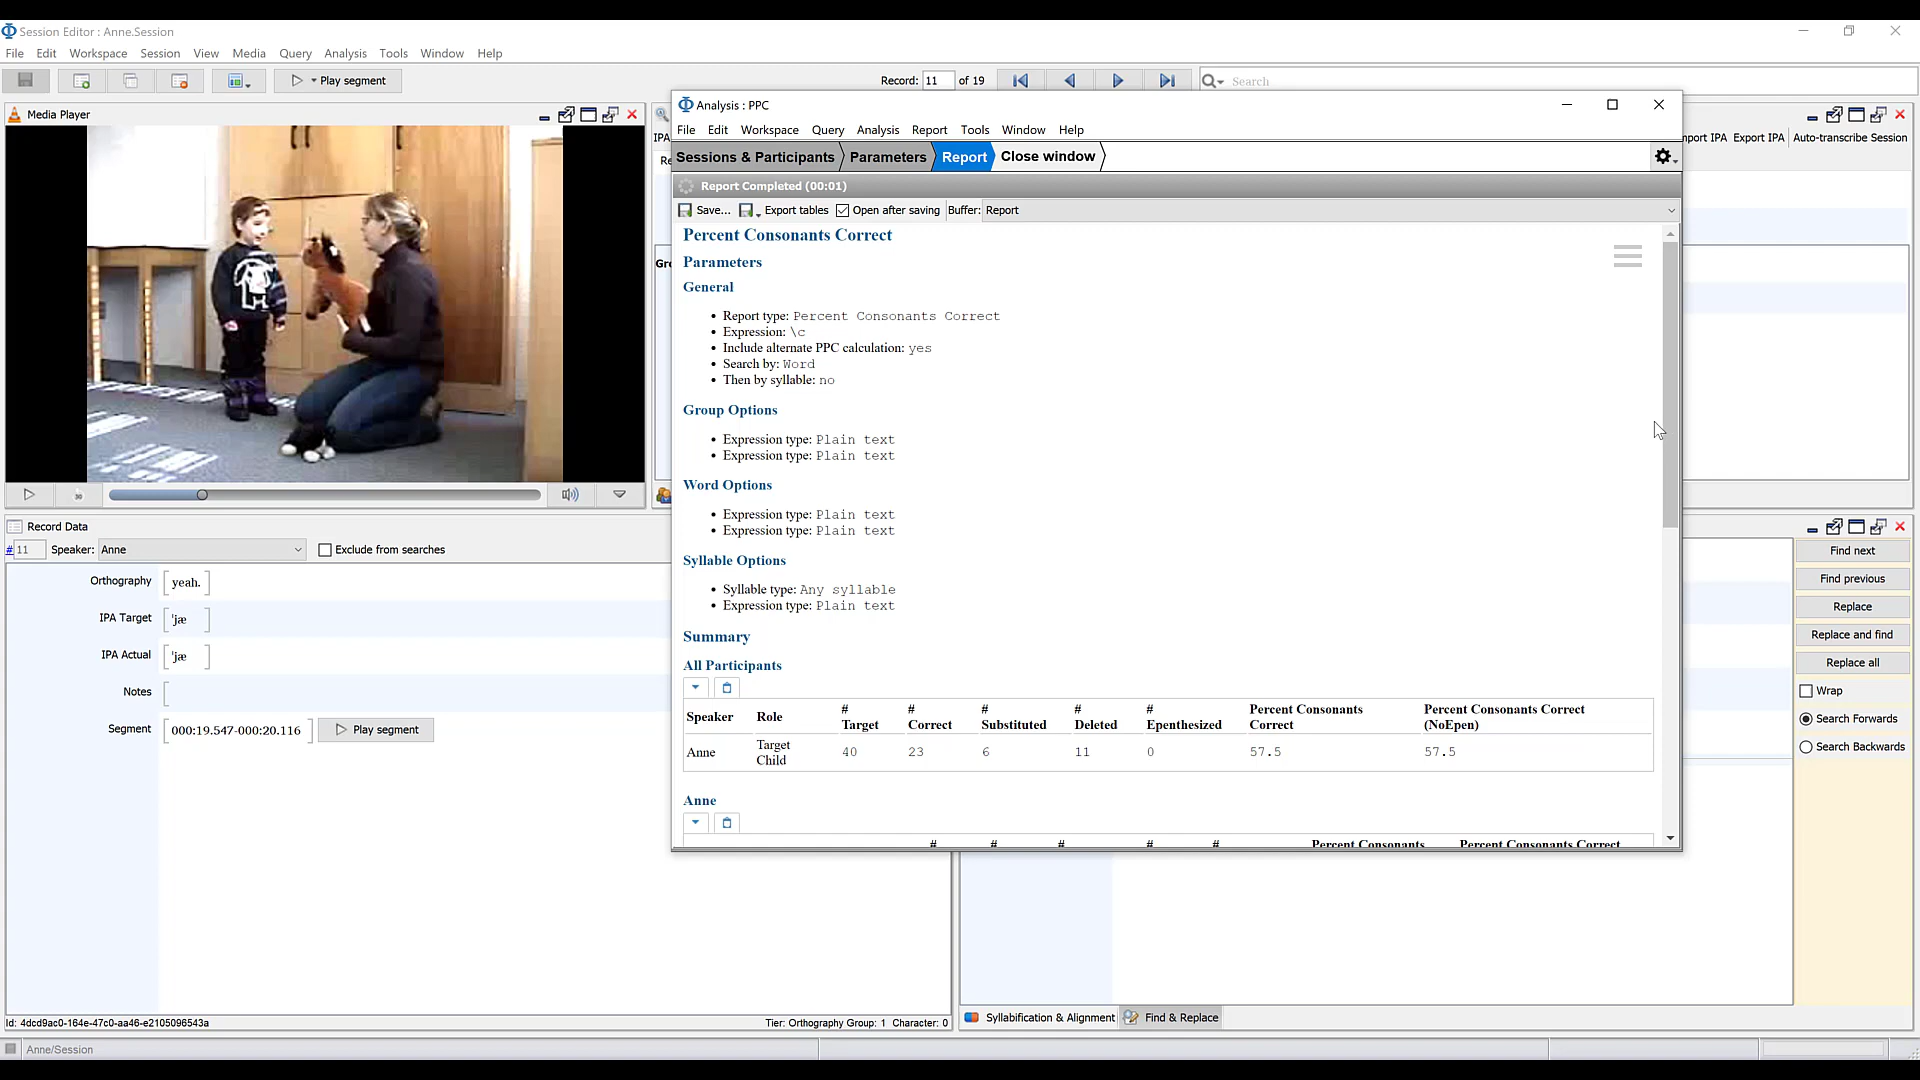 Session Editor : Anne.Session
File Edit Workspace Session View Media Query Analysis Tools Window Help
Play segment Record: 11 of 19 Search
Media Player
Analysis : PPC
File Edit Workspace Query Analysis Report Tools Window Help
Sessions & Participants Parameters Report Close window
Report Completed (00:01)
Save... Export tables Open after saving Buffer: Report
Percent Consonants Correct
Parameters
General
• Report type: Percent Consonants Correct
• Expression: \c
• Include alternate PPC calculation: yes
• Search by: Word
• Then by syllable: no
Group Options
• Expression type: Plain text
• Expression type: Plain text
Word Options
• Expression type: Plain text
• Expression type: Plain text
Syllable Options
• Syllable type: Any syllable
• Expression type: Plain text
Summary
All Participants
Speaker Role # Target # Correct # Substituted # Deleted # Epenthesized Percent Consonants Correct Percent Consonants Correct (NoEpen)
Anne Target Child 40 23 6 11 0 57.5 57.5
Anne
# # # # # Percent Consonants Percent Consonants Correct
Export IPA Auto-transcribe Session
30
Record Data
# 11 Speaker: Anne Exclude from searches
Orthography yeah.
IPA Target ˈjæ
IPA Actual ˈjæ
Notes
Segment 000:19.547-000:20.116 Play segment
Find next
Find previous
Replace
Replace and find
Replace all
Wrap
Search Forwards
Search Backwards
Id: 4dcd9ac0-164e-47c0-aa46-e2105096543a Tier: Orthography Group: 1 Character: 0
Syllabification & Alignment Find & Replace
Anne/Session